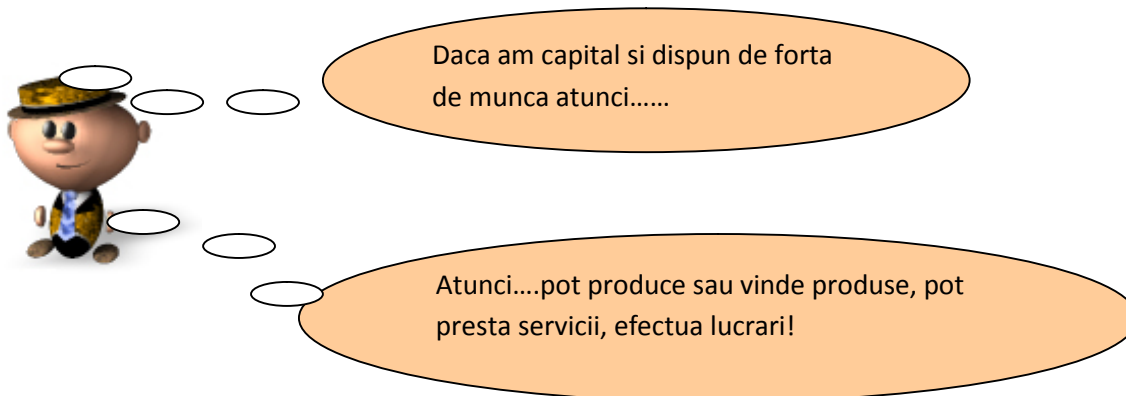 Daca am capital si dispun de forta
de munca atunci……
Atunci….pot produce sau vinde produse, pot
presta servicii, efectua lucrari!